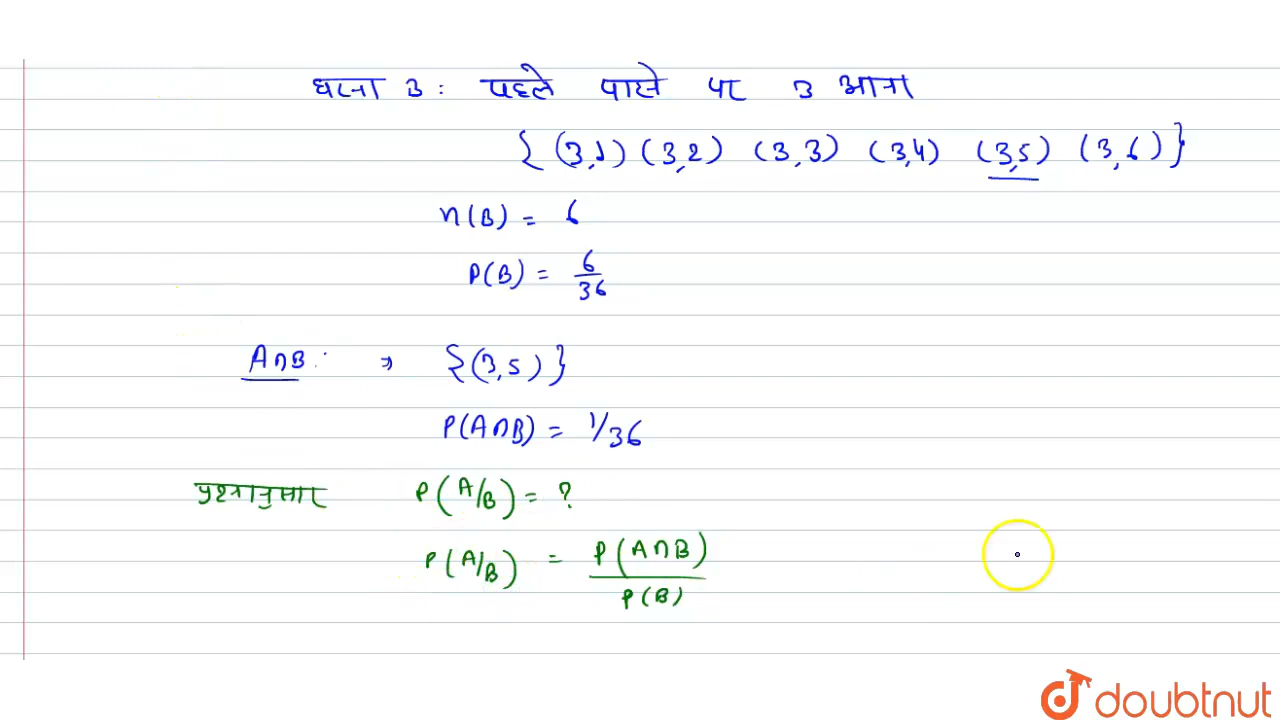 घटना B : पहले पासे पर 3 आना
{ (3,1) (3,2) (3,3) (3,4) (3,5) (3,6) }
n(B) = 6
P(B) = 6/36
A∩B : ⇒ { (3,5) }
P(A∩B) = 1/36
प्रश्नानुसार P(A/B) = ?
P(A/B) = P(A∩B)/P(B)
doubtnut